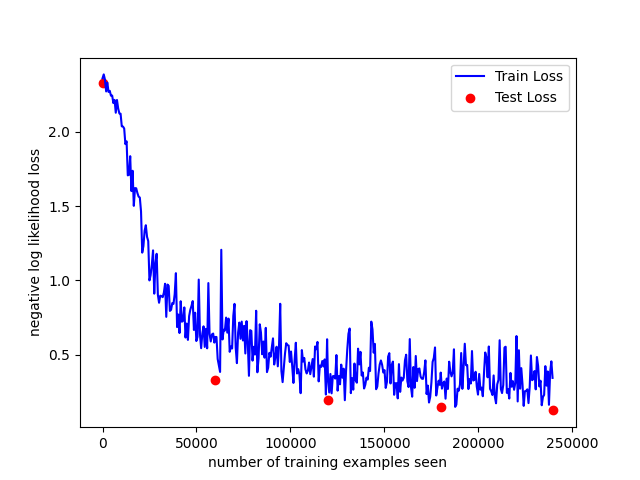 Train Loss
Test Loss
negative log likelihood loss
2.0
1.5
1.0
0.5
0
50000
100000
150000
200000
250000
number of training examples seen